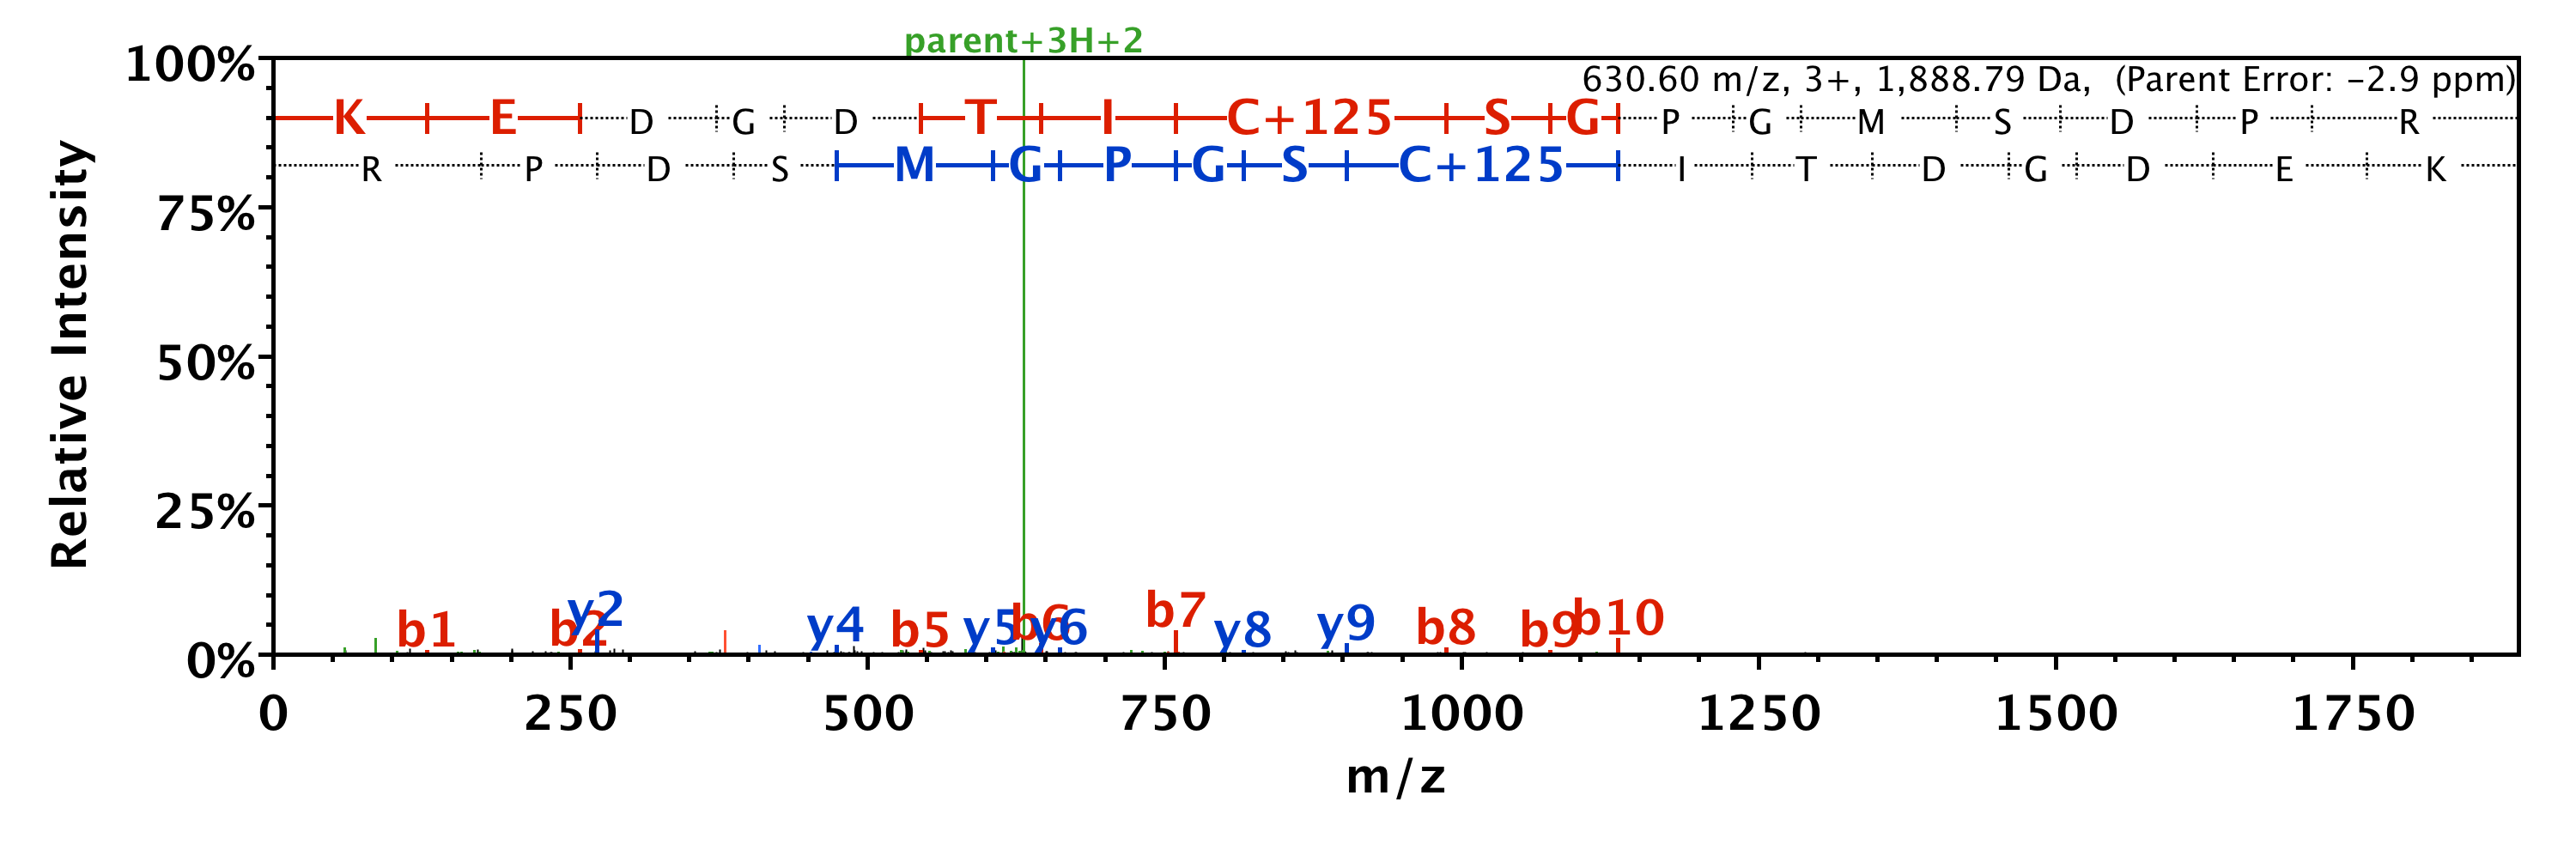 parent+3H+2
100%
630.60 m/z, 3+, 1,888.79 Da, (Parent Error: -2.9 ppm)
K E D G D T I C+125 S G P G M S D P R
R P D S M G P G S C+125 I T D G D E K
75%
50%
25%
0%
Relative Intensity
b1 b2 y2 y4 b5 y5 b6 y6 b7 y8 y9 b8 b9 b10
0 250 500 750 1000 1250 1500 1750
m/z